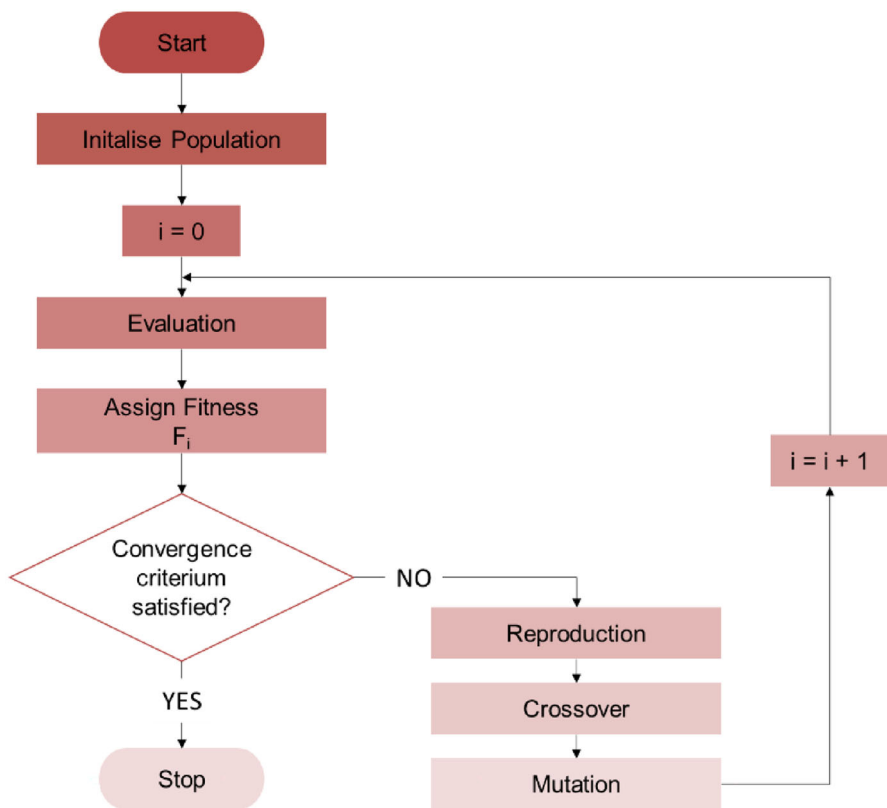 Start
Initalise Population
i = 0
Evaluation
Assign Fitness
Fi
Convergence
criterium
satisfied?
NO
YES
Stop
Reproduction
Crossover
Mutation
i = i + 1